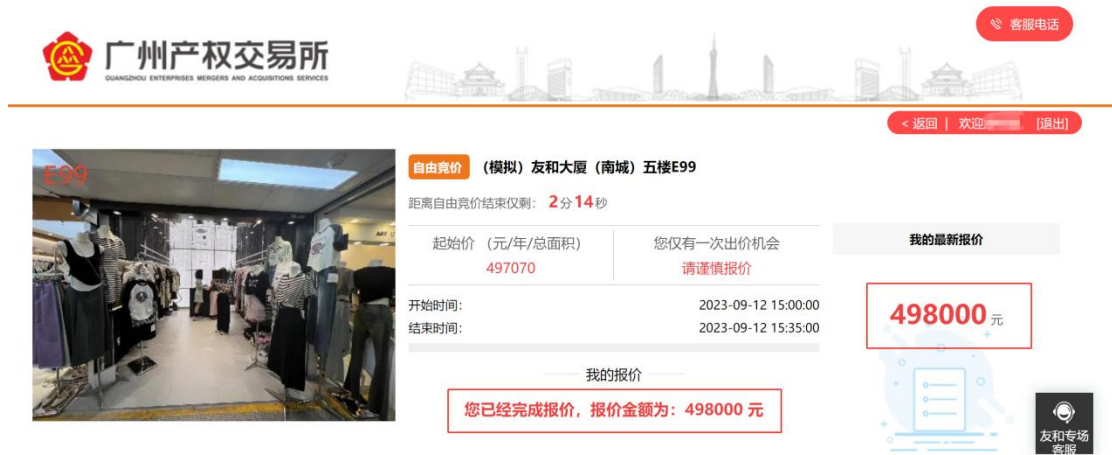 客服电话
广州产权交易所
GUANGZHOU ENTERPRISES MERGERS AND ACQUISITIONS SERVICES
< 返回 | 欢迎 [退出]
E99
自由竞价 （模拟）友和大厦（南城）五楼E99
距离自由竞价结束仅剩： 2分14秒
起始价 （元/年/总面积） 您仅有一次出价机会
497070 请谨慎报价
我的最新报价
开始时间： 2023-09-12 15:00:00
结束时间： 2023-09-12 15:35:00
498000 元
我的报价
您已经完成报价，报价金额为：498000 元
友和专场
客服